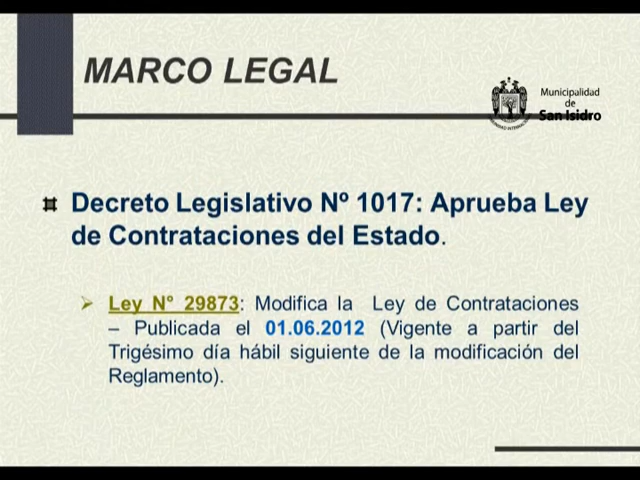 MARCO LEGAL
Municipalidad
de
San Isidro
Decreto Legislativo Nº 1017: Aprueba Ley
de Contrataciones del Estado.
Ley N° 29873: Modifica la Ley de Contrataciones
– Publicada el 01.06.2012 (Vigente a partir del
Trigésimo día hábil siguiente de la modificación del
Reglamento).